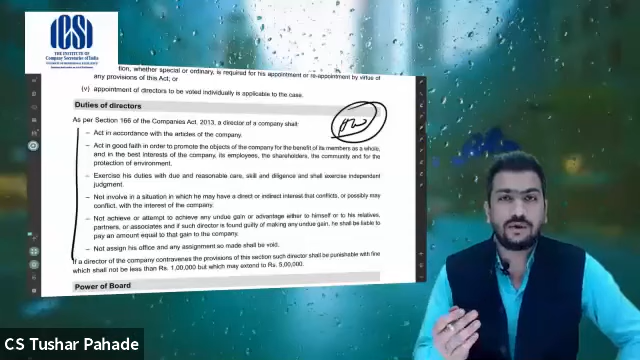 ICSI
THE INSTITUTE OF
Company Secretaries of India
tion, whether special or ordinary, is required for his appointment or re-appointment by virtue of
any provisions of this Act; or
(v) appointment of directors to be voted individually is applicable to the case.
Duties of directors
As per Section 166 of the Companies Act, 2013, a director of a company shall:
– Act in accordance with the articles of the company.
– Act in good faith in order to promote the objects of the company for the benefit of its members as a whole,
and in the best interests of the company, its employees, the shareholders, the community and for the
protection of environment.
– Exercise his duties with due and reasonable care, skill and diligence and shall exercise independent
judgment.
– Not involve in a situation in which he may have a direct or indirect interest that conflicts, or possibly may
conflict, with the interest of the company.
– Not achieve or attempt to achieve any undue gain or advantage either to himself or to his relatives,
partners, or associates and if such director is found guilty of making any undue gain, he shall be liable to
pay an amount equal to that gain to the company.
– Not assign his office and any assignment so made shall be void.
If a director of the company contravenes the provisions of this section such director shall be punishable with fine
which shall not be less than Rs. 1,00,000 but which may extend to Rs. 5,00,000.
Power of Board
CS Tushar Pahade